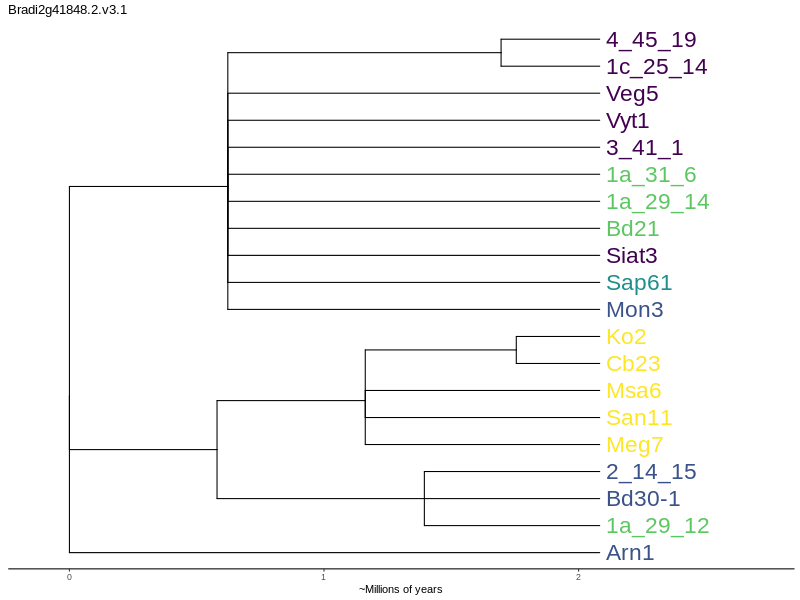 Bradi2g41848.2.v3.1
4_45_19
1c_25_14
Veg5
Vyt1
3_41_1
1a_31_6
1a_29_14
Bd21
Siat3
Sap61
Mon3
Ko2
Cb23
Msa6
San11
Meg7
2_14_15
Bd30-1
1a_29_12
Arn1
0 1 2
~Millions of years